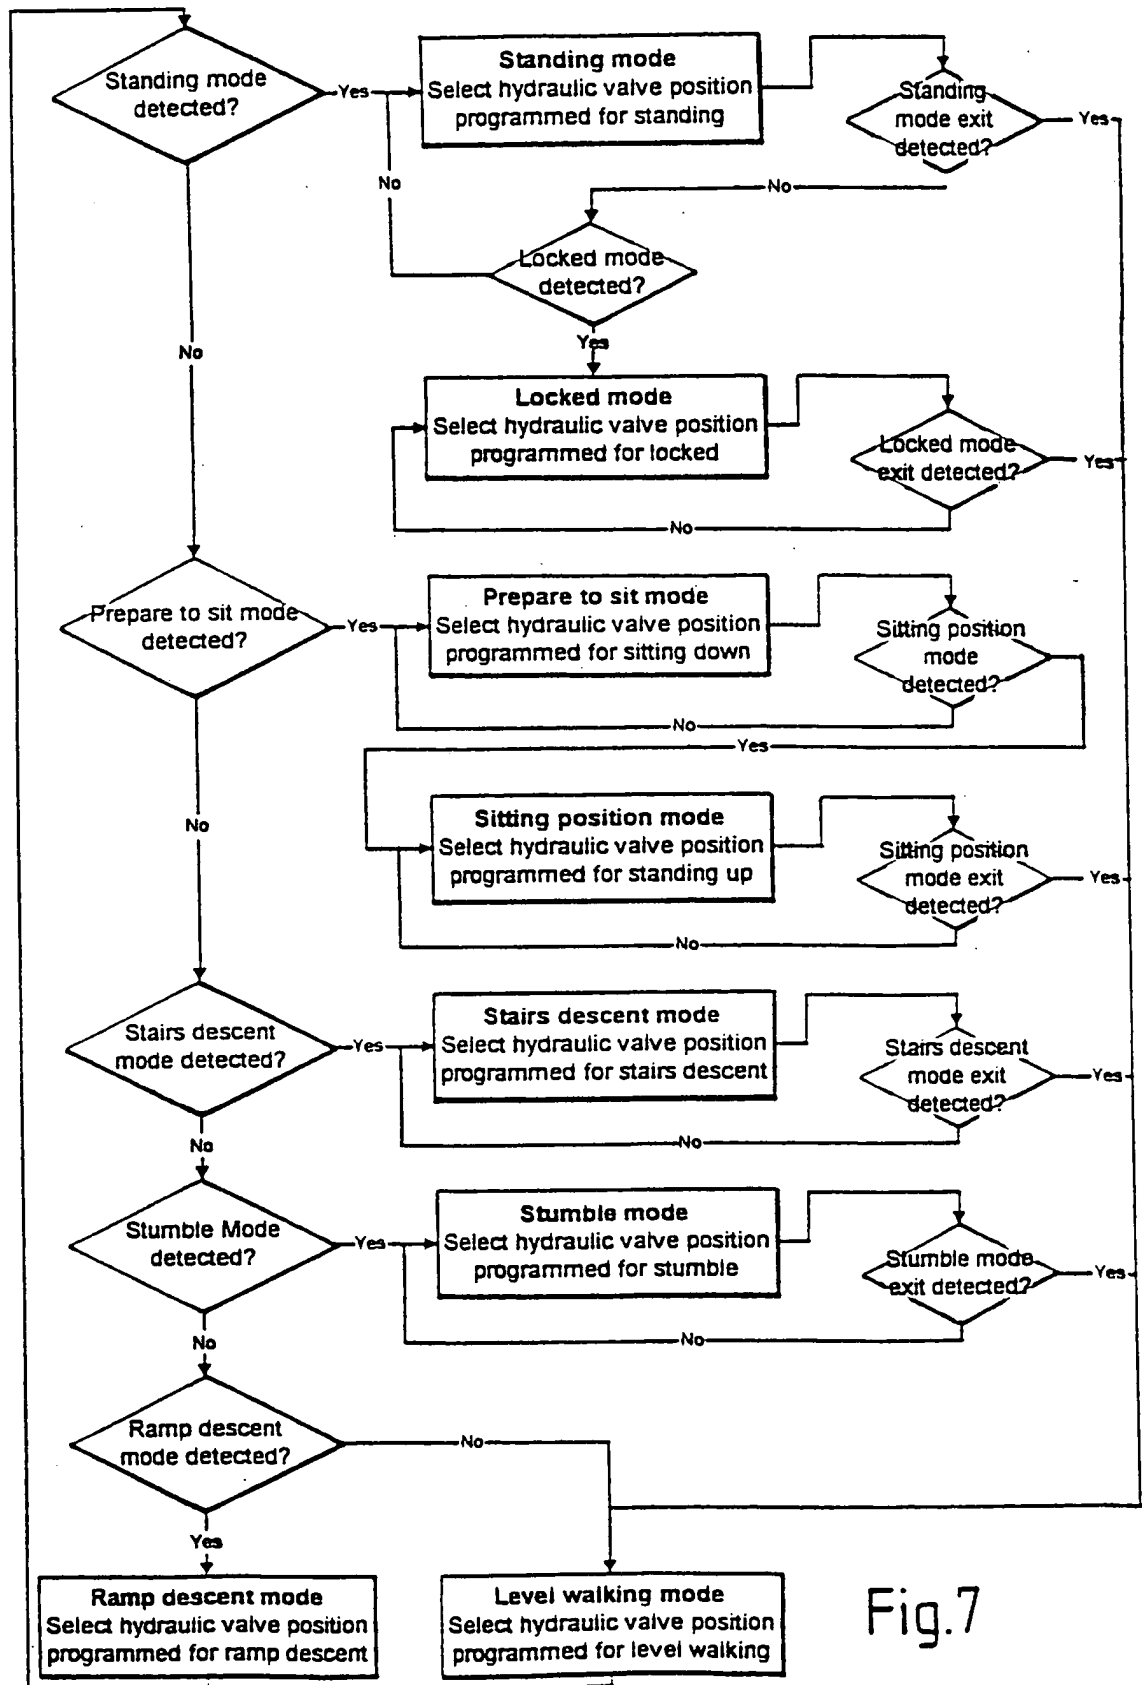 Standing mode
detected?
Yes
Standing mode
Select hydraulic valve position
programmed for standing
Standing
mode exit
detected?
Yes
No
No
Locked mode
detected?
Yes
No
Locked mode
Select hydraulic valve position
programmed for locked
Locked mode
exit detected?
Yes
No
Prepare to sit mode
detected?
Yes
Prepare to sit mode
Select hydraulic valve position
programmed for sitting down
Sitting position
mode
detected?
No
Yes
No
Sitting position mode
Select hydraulic valve position
programmed for standing up
Sitting position
mode exit
detected?
Yes
No
Stairs descent
mode detected?
Yes
Stairs descent mode
Select hydraulic valve position
programmed for stairs descent
Stairs descent
mode exit
detected?
Yes
No
No
Stumble Mode
detected?
Yes
Stumble mode
Select hydraulic valve position
programmed for stumble
Stumble mode
exit detected?
Yes
No
No
Ramp descent
mode detected?
No
Yes
Ramp descent mode
Select hydraulic valve position
programmed for ramp descent
Level walking mode
Select hydraulic valve position
programmed for level walking
Fig.7